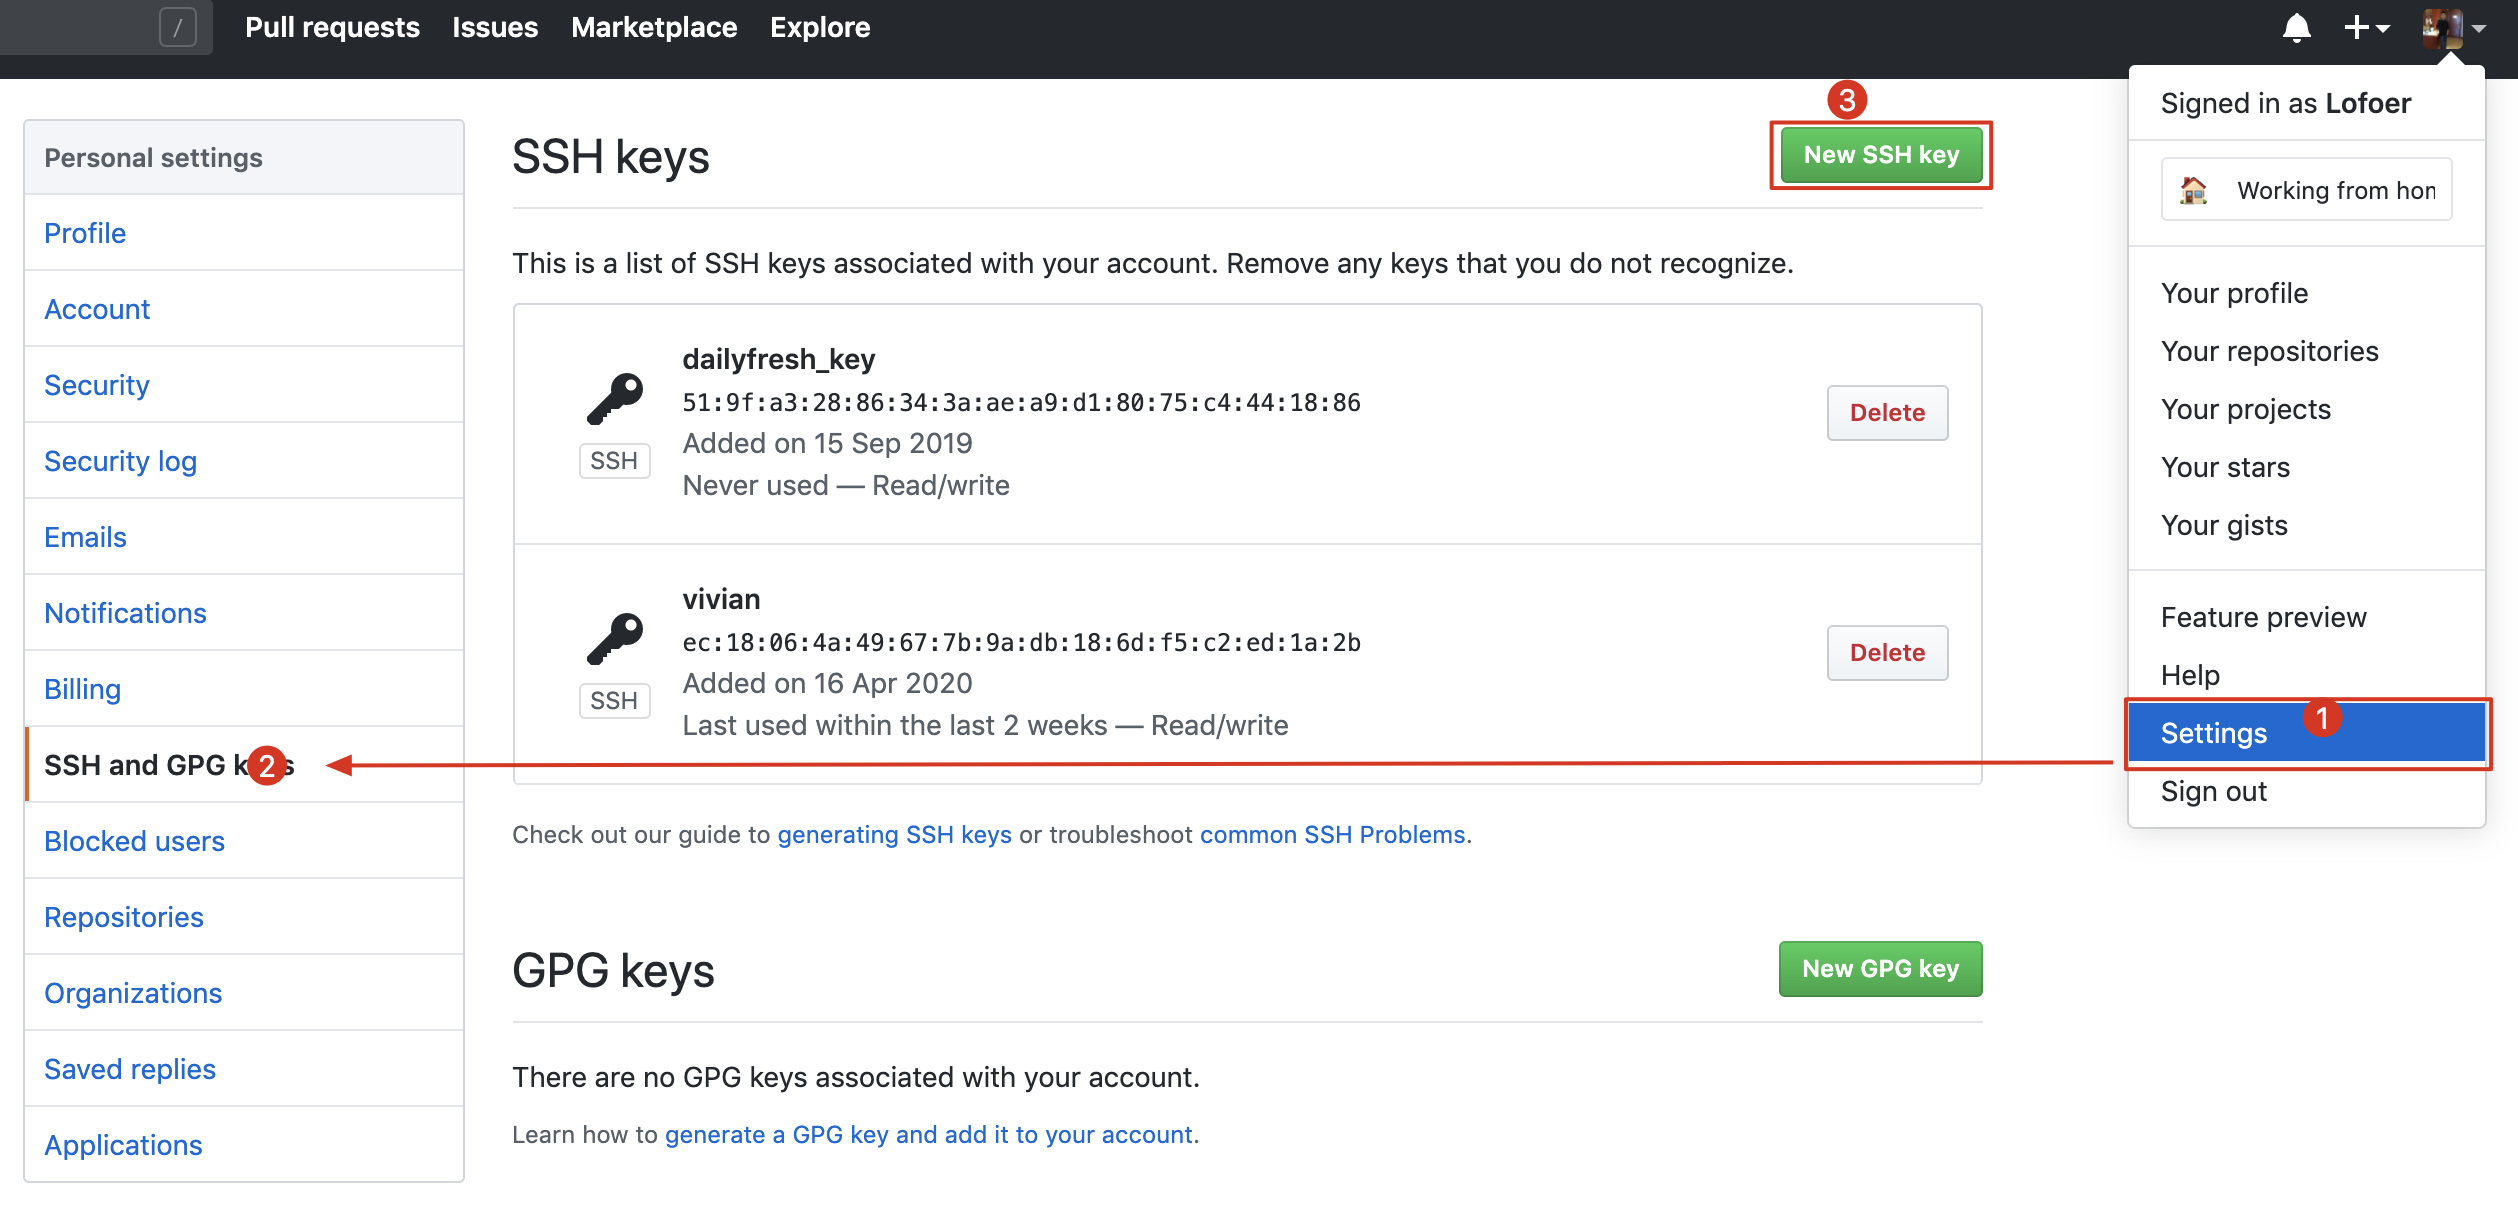 / Pull requests Issues Marketplace Explore
Personal settings
Profile
Account
Security
Security log
Emails
Notifications
Billing
SSH and GPG k 2 s
Blocked users
Repositories
Organizations
Saved replies
Applications
3
SSH keys
New SSH key
This is a list of SSH keys associated with your account. Remove any keys that you do not recognize.
dailyfresh_key
51:9f:a3:28:86:34:3a:ae:a9:d1:80:75:c4:44:18:86
Added on 15 Sep 2019
Never used — Read/write
SSH
Delete
vivian
ec:18:06:4a:49:67:7b:9a:db:18:6d:f5:c2:ed:1a:2b
Added on 16 Apr 2020
Last used within the last 2 weeks — Read/write
SSH
Delete
Check out our guide to generating SSH keys or troubleshoot common SSH Problems.
GPG keys
New GPG key
There are no GPG keys associated with your account.
Learn how to generate a GPG key and add it to your account.
Signed in as Lofoer
Working from hon
Your profile
Your repositories
Your projects
Your stars
Your gists
Feature preview
Help
Settings 1
Sign out